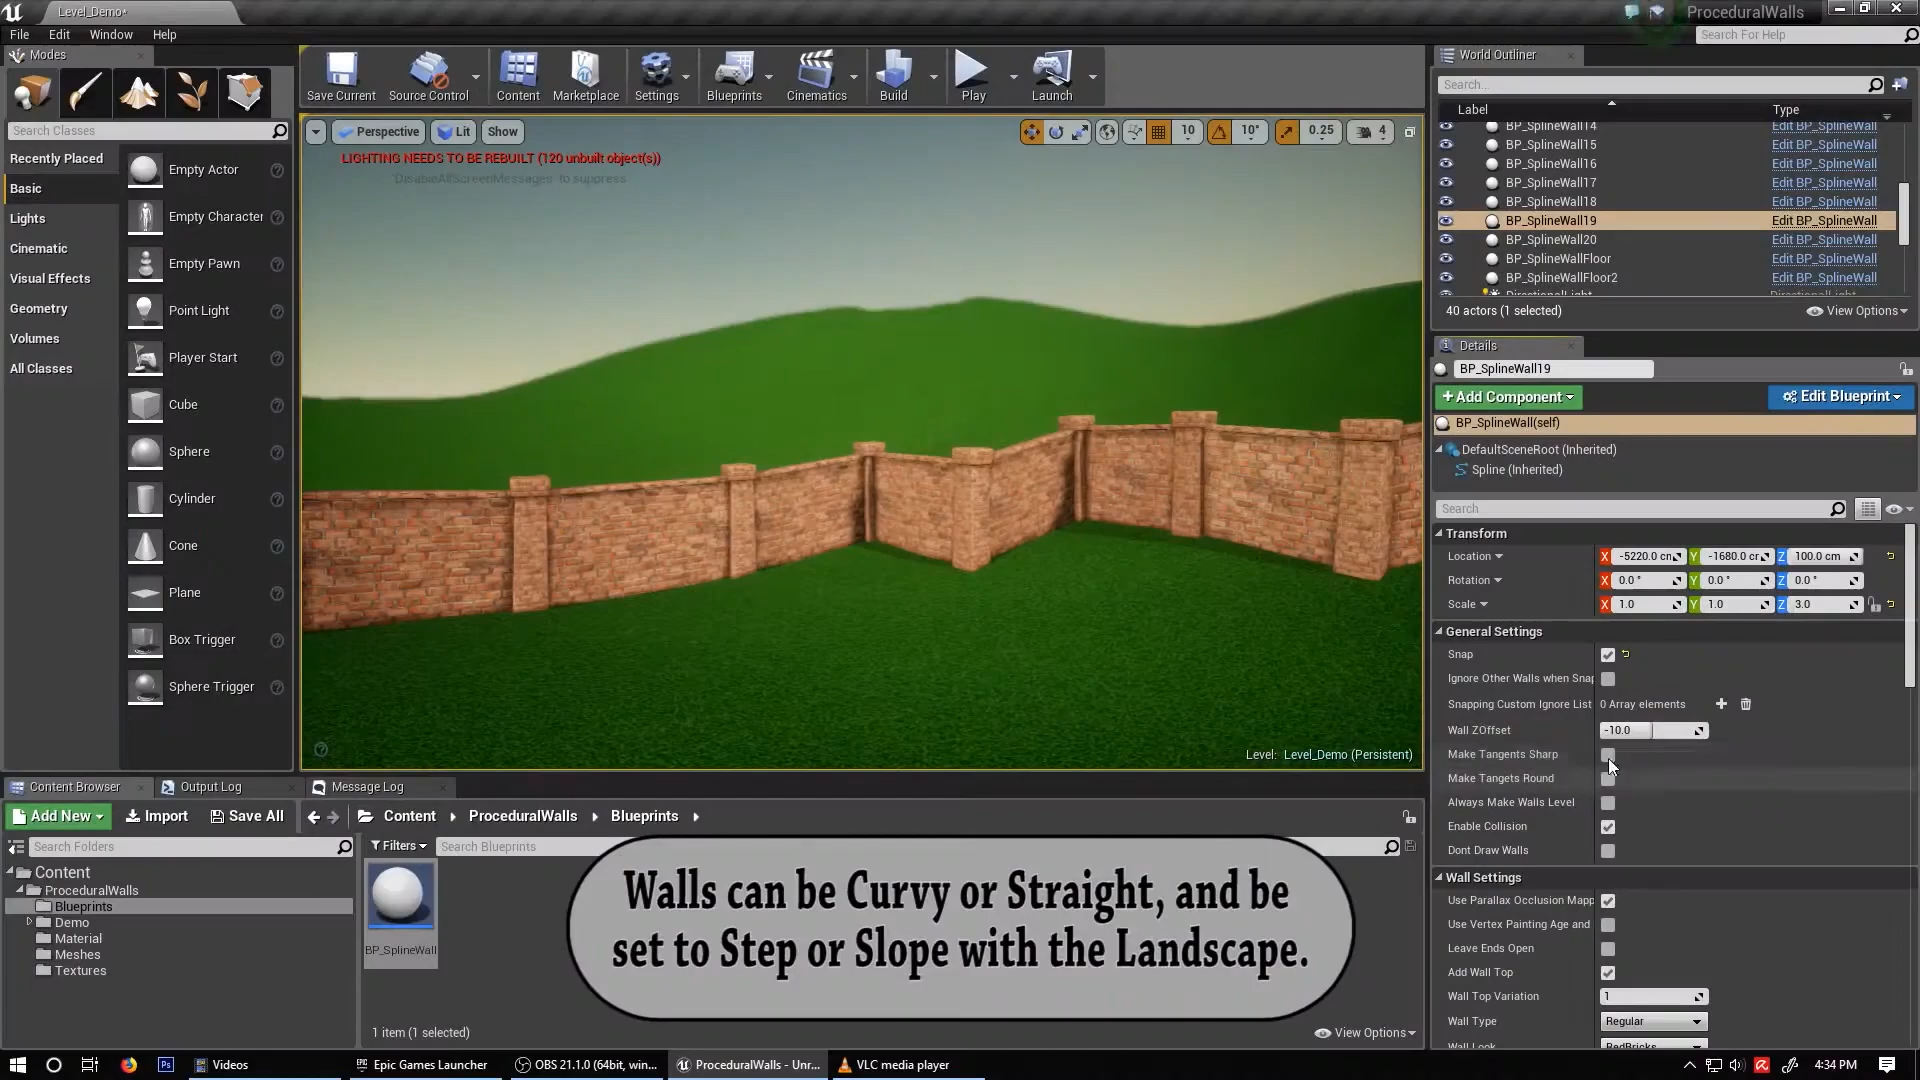 Level_Demo*
ProceduralWalls
File
Edit
Window
Help
Search For Help
Modes
Search Classes
Recently Placed
Basic
Lights
Cinematic
Visual Effects
Geometry
Volumes
All Classes
Empty Actor
Empty Character
Empty Pawn
Point Light
Player Start
Cube
Sphere
Cylinder
Cone
Plane
Box Trigger
Sphere Trigger
Save Current
Source Control
Content
Marketplace
Settings
Blueprints
Cinematics
Build
Play
Launch
Perspective
Lit
Show
10
10°
0.25
4
LIGHTING NEEDS TO BE REBUILT (120 unbuilt object(s))
'DisableAllScreenMessages' to suppress
Level: Level_Demo (Persistent)
World Outliner
Search...
Label
Type
BP_SplineWall14
Edit BP_SplineWall
BP_SplineWall15
Edit BP_SplineWall
BP_SplineWall16
Edit BP_SplineWall
BP_SplineWall17
Edit BP_SplineWall
BP_SplineWall18
Edit BP_SplineWall
BP_SplineWall19
Edit BP_SplineWall
BP_SplineWall20
Edit BP_SplineWall
BP_SplineWallFloor
Edit BP_SplineWall
BP_SplineWallFloor2
Edit BP_SplineWall
DirectionalLight
DirectionalLight
40 actors (1 selected)
View Options
Details
BP_SplineWall19
+Add Component
Edit Blueprint
BP_SplineWall(self)
DefaultSceneRoot (Inherited)
Spline (Inherited)
Search
Transform
Location
X
-5220.0 cm
Y
-1680.0 cm
Z
100.0 cm
Rotation
X
0.0 °
Y
0.0 °
Z
0.0 °
Scale
X
1.0
Y
1.0
Z
3.0
General Settings
Snap
Ignore Other Walls when Snap
Snapping Custom Ignore List
0 Array elements
Wall ZOffset
-10.0
Make Tangents Sharp
Make Tangets Round
Always Make Walls Level
Enable Collision
Dont Draw Walls
Wall Settings
Use Parallax Occlusion Mapp
Use Vertex Painting Age and
Leave Ends Open
Add Wall Top
Wall Top Variation
1
Wall Type
Regular
Wall Look
RedBricks
Content Browser
Output Log
Message Log
Add New
Import
Save All
Content
ProceduralWalls
Blueprints
Search Folders
Filters
Search Blueprints
Content
ProceduralWalls
Blueprints
Demo
Material
Meshes
Textures
BP_SplineWall
1 item (1 selected)
View Options
Walls can be Curvy or Straight, and be
set to Step or Slope with the Landscape.
Ps
Videos
Epic Games Launcher
OBS 21.1.0 (64bit, win...
ProceduralWalls - Unr...
VLC media player
4:34 PM